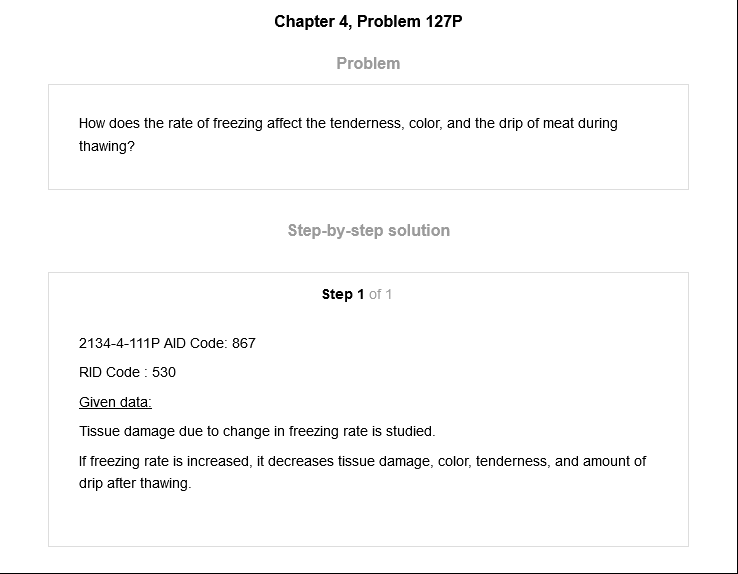 Chapter 4, Problem 127P
Problem
How does the rate of freezing affect the tenderness, color, and the drip of meat during
thawing?
Step-by-step solution
Step 1 of 1
2134-4-111P AID Code: 867
RID Code : 530
Given data:
Tissue damage due to change in freezing rate is studied.
If freezing rate is increased, it decreases tissue damage, color, tenderness, and amount of
drip after thawing.